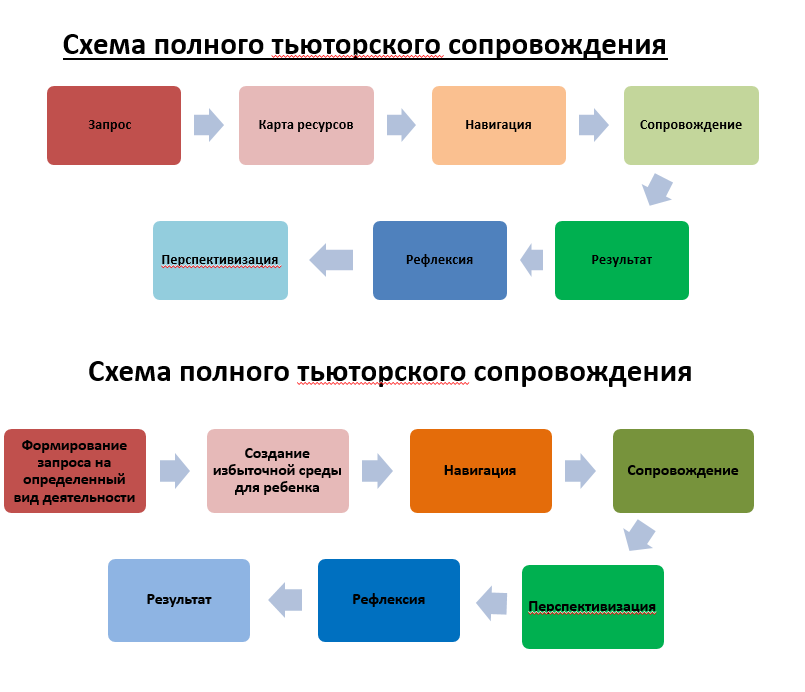 Схема полного тьюторского сопровождения
Запрос
Карта ресурсов
Навигация
Сопровождение
Результат
Рефлексия
Перспективизация
Схема полного тьюторского сопровождения
Формирование
запроса на
определенный
вид деятельности
Создание
избыточной среды
для ребенка
Навигация
Сопровождение
Перспективизация
Рефлексия
Результат